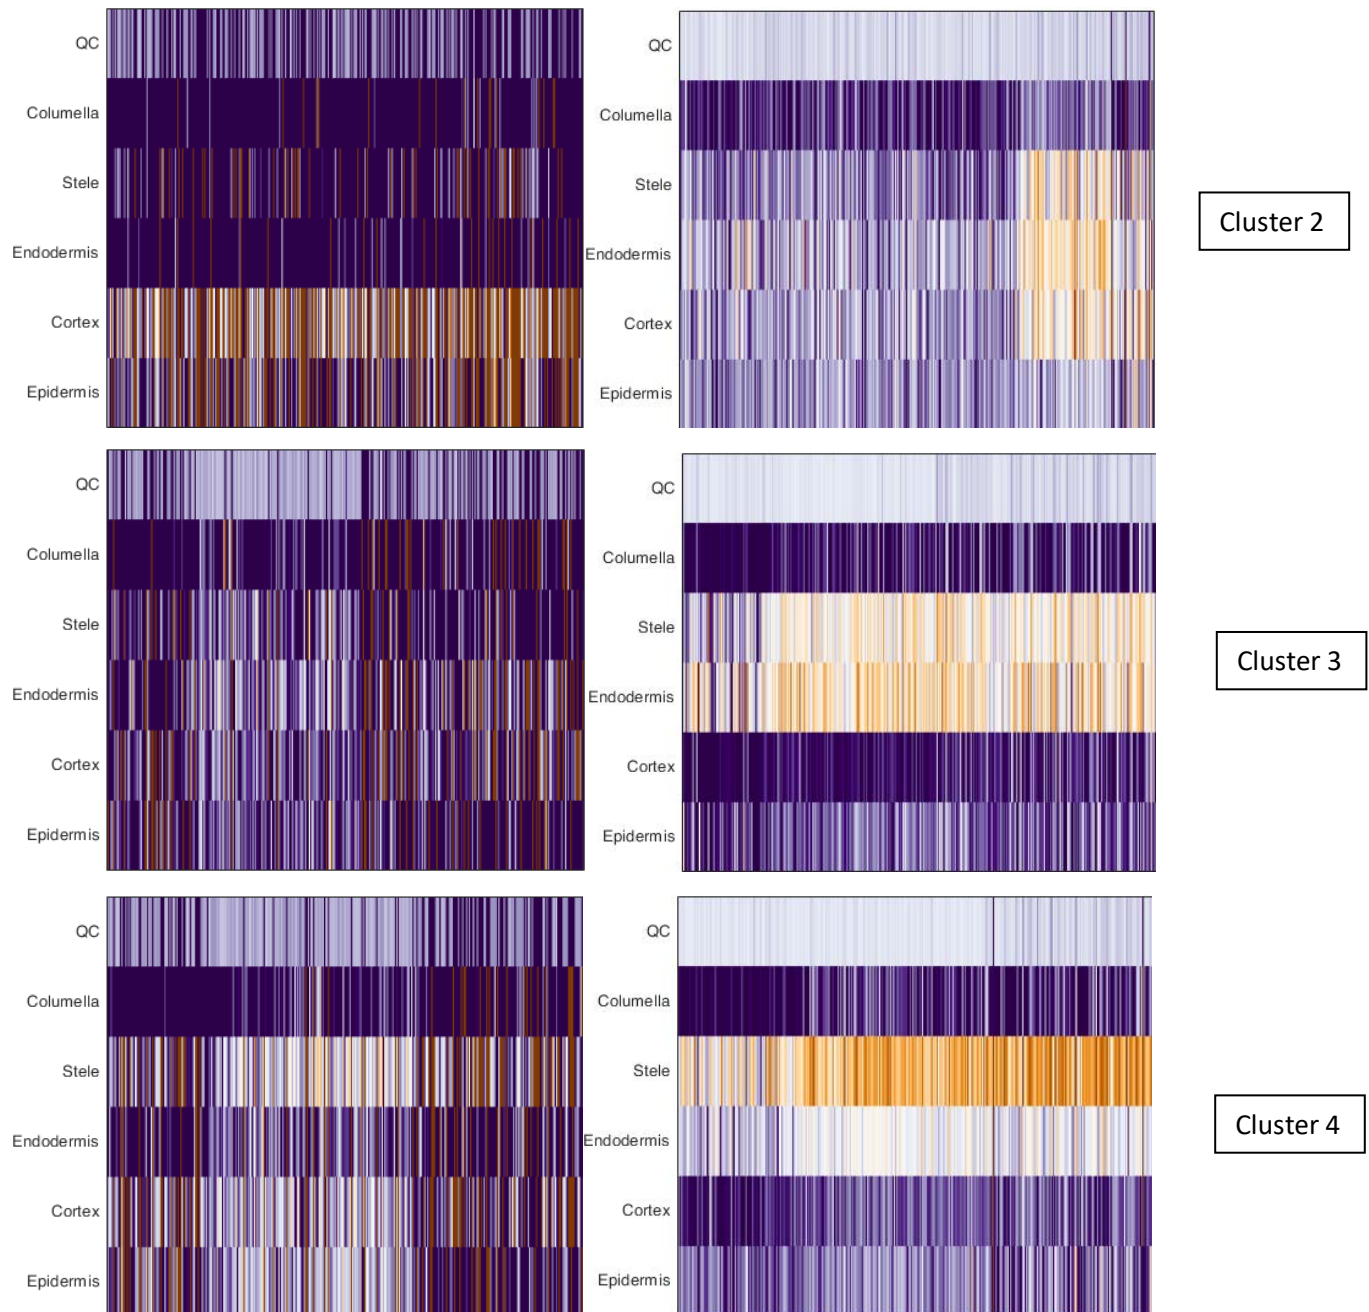 QC
Columella
Stele
Endodermis
Cortex
Epidermis
QC
Columella
Stele
Endodermis
Cortex
Epidermis
Cluster 2
QC
Columella
Stele
Endodermis
Cortex
Epidermis
QC
Columella
Stele
Endodermis
Cortex
Epidermis
Cluster 3
QC
Columella
Stele
Endodermis
Cortex
Epidermis
QC
Columella
Stele
Endodermis
Cortex
Epidermis
Cluster 4